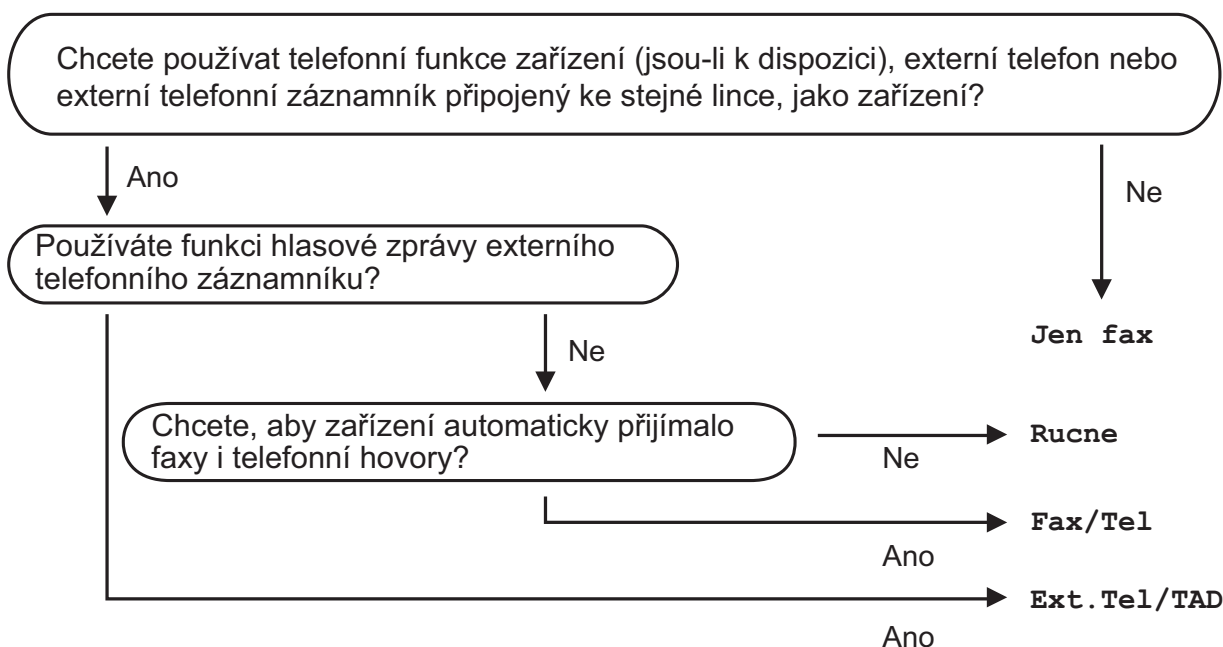 Chcete používat telefonní funkce zařízení (jsou-li k dispozici), externí telefon nebo
externí telefonní záznamník připojený ke stejné lince, jako zařízení?
Ano
Ne
Používáte funkci hlasové zprávy externího
telefonního záznamníku?
Jen fax
Ne
Chcete, aby zařízení automaticky přijímalo
faxy i telefonní hovory?
Rucne
Ne
Fax/Tel
Ano
Ext.Tel/TAD
Ano